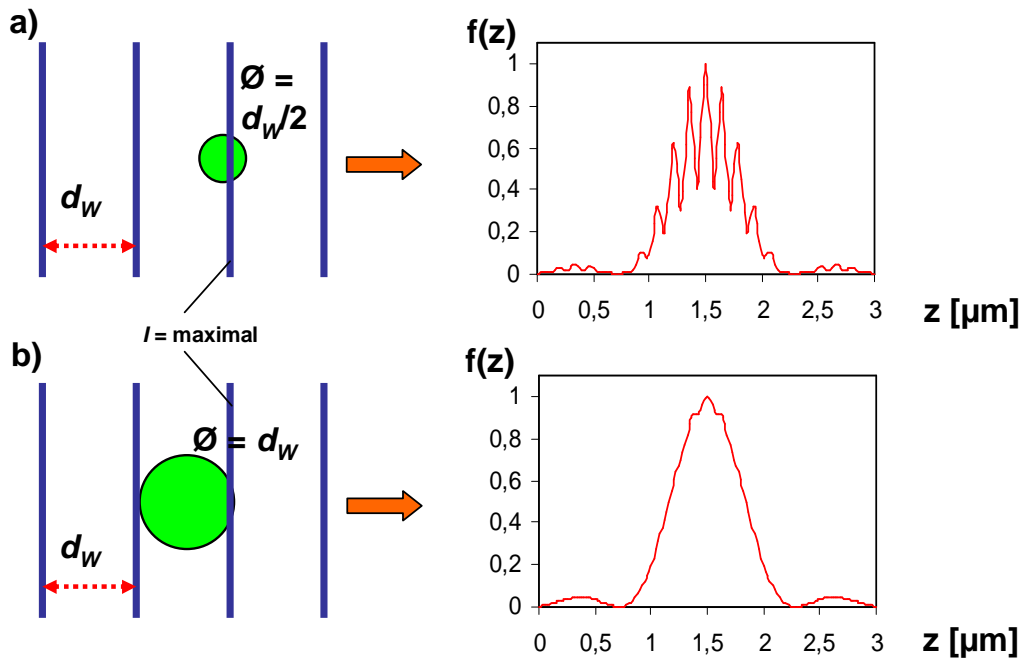 a)
Ø =
d_W/2
d_W
f(z)
1
0,8
0,6
0,4
0,2
0
0 0,5 1 1,5 2 2,5 3
z [µm]
I = maximal
b)
Ø = d_W
d_W
f(z)
1
0,8
0,6
0,4
0,2
0
0 0,5 1 1,5 2 2,5 3
z [µm]